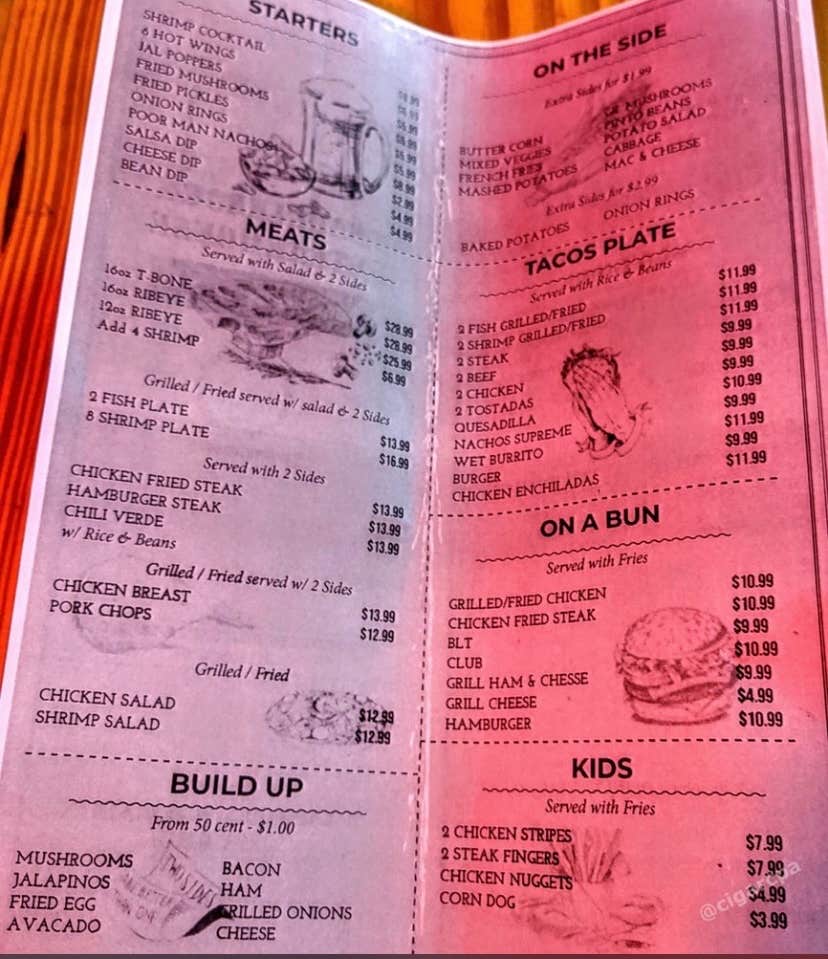 STARTERS
SHRIMP COCKTAIL
6 HOT WINGS
JAL POPPERS
FRIED MUSHROOMS
FRIED PICKLES
ONION RINGS
POOR MAN NACHOS
SALSA DIP
CHEESE DIP
BEAN DIP
$5.99
$8.99
$2.99
$4.99
$4.99
MEATS
Served with Salad & 2 Sides
16oz T-BONE $28.99
16oz RIBEYE $28.99
12oz RIBEYE $25.99
Add 4 SHRIMP $6.99
Grilled / Fried served w/ salad & 2 Sides
2 FISH PLATE $13.99
8 SHRIMP PLATE $16.99
Served with 2 Sides
CHICKEN FRIED STEAK $13.99
HAMBURGER STEAK $13.99
CHILI VERDE $13.99
w/ Rice & Beans
Grilled / Fried served w/ 2 Sides
CHICKEN BREAST $13.99
PORK CHOPS $12.99
Grilled / Fried
CHICKEN SALAD $12.99
SHRIMP SALAD $12.99
BUILD UP
From 50 cent - $1.00
MUSHROOMS
JALAPINOS
FRIED EGG
AVACADO
TWO SIDES
BACON
HAM
GRILLED ONIONS
CHEESE
ON THE SIDE
Extra Sides for $1.99
BUTTER CORN
MIXED VEGGIES
FRENCH FRIES
MASHED POTATOES
MUSHROOMS
PINTO BEANS
POTATO SALAD
CABBAGE
MAC & CHEESE
Extra Sides for $2.99
BAKED POTATOES ONION RINGS
TACOS PLATE
Served with Rice & Beans
2 FISH GRILLED/FRIED $11.99
2 SHRIMP GRILLED/FRIED $11.99
2 STEAK $11.99
2 BEEF $9.99
2 CHICKEN $9.99
2 TOSTADAS $9.99
QUESADILLA $10.99
NACHOS SUPREME $9.99
WET BURRITO $11.99
BURGER $9.99
CHICKEN ENCHILADAS $11.99
ON A BUN
Served with Fries
GRILLED/FRIED CHICKEN $10.99
CHICKEN FRIED STEAK $10.99
BLT $9.99
CLUB $10.99
GRILL HAM & CHESSE $9.99
GRILL CHEESE $4.99
HAMBURGER $10.99
KIDS
Served with Fries
2 CHICKEN STRIPES $7.99
2 STEAK FINGERS $7.99
CHICKEN NUGGETS $4.99
CORN DOG $3.99